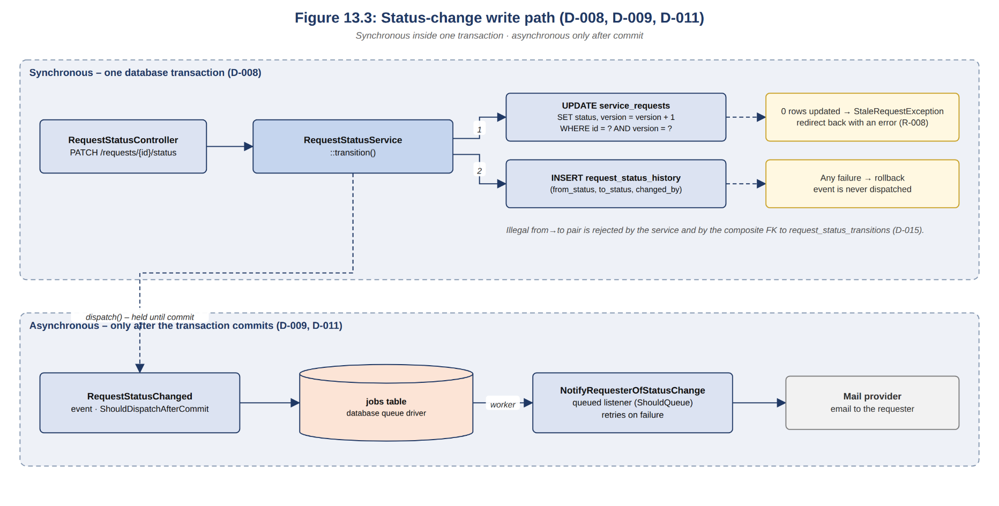 Figure 13.3: Status-change write path (D-008, D-009, D-011)
Synchronous inside one transaction · asynchronous only after commit
Synchronous – one database transaction (D-008)
RequestStatusController
PATCH /requests/{id}/status
RequestStatusService
::transition()
1
UPDATE service_requests
SET status, version = version + 1
WHERE id = ? AND version = ?
0 rows updated → StaleRequestException
redirect back with an error (R-008)
2
INSERT request_status_history
(from_status, to_status, changed_by)
Any failure → rollback
event is never dispatched
Illegal from→to pair is rejected by the service and by the composite FK to request_status_transitions (D-015).
dispatch() – held until commit
Asynchronous – only after the transaction commits (D-009, D-011)
RequestStatusChanged
event · ShouldDispatchAfterCommit
jobs table
database queue driver
worker
NotifyRequesterOfStatusChange
queued listener (ShouldQueue)
retries on failure
Mail provider
email to the requester